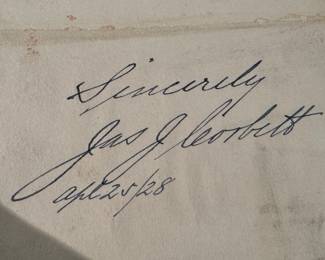 Sincerely
Jas J Corbett
apl 25/28